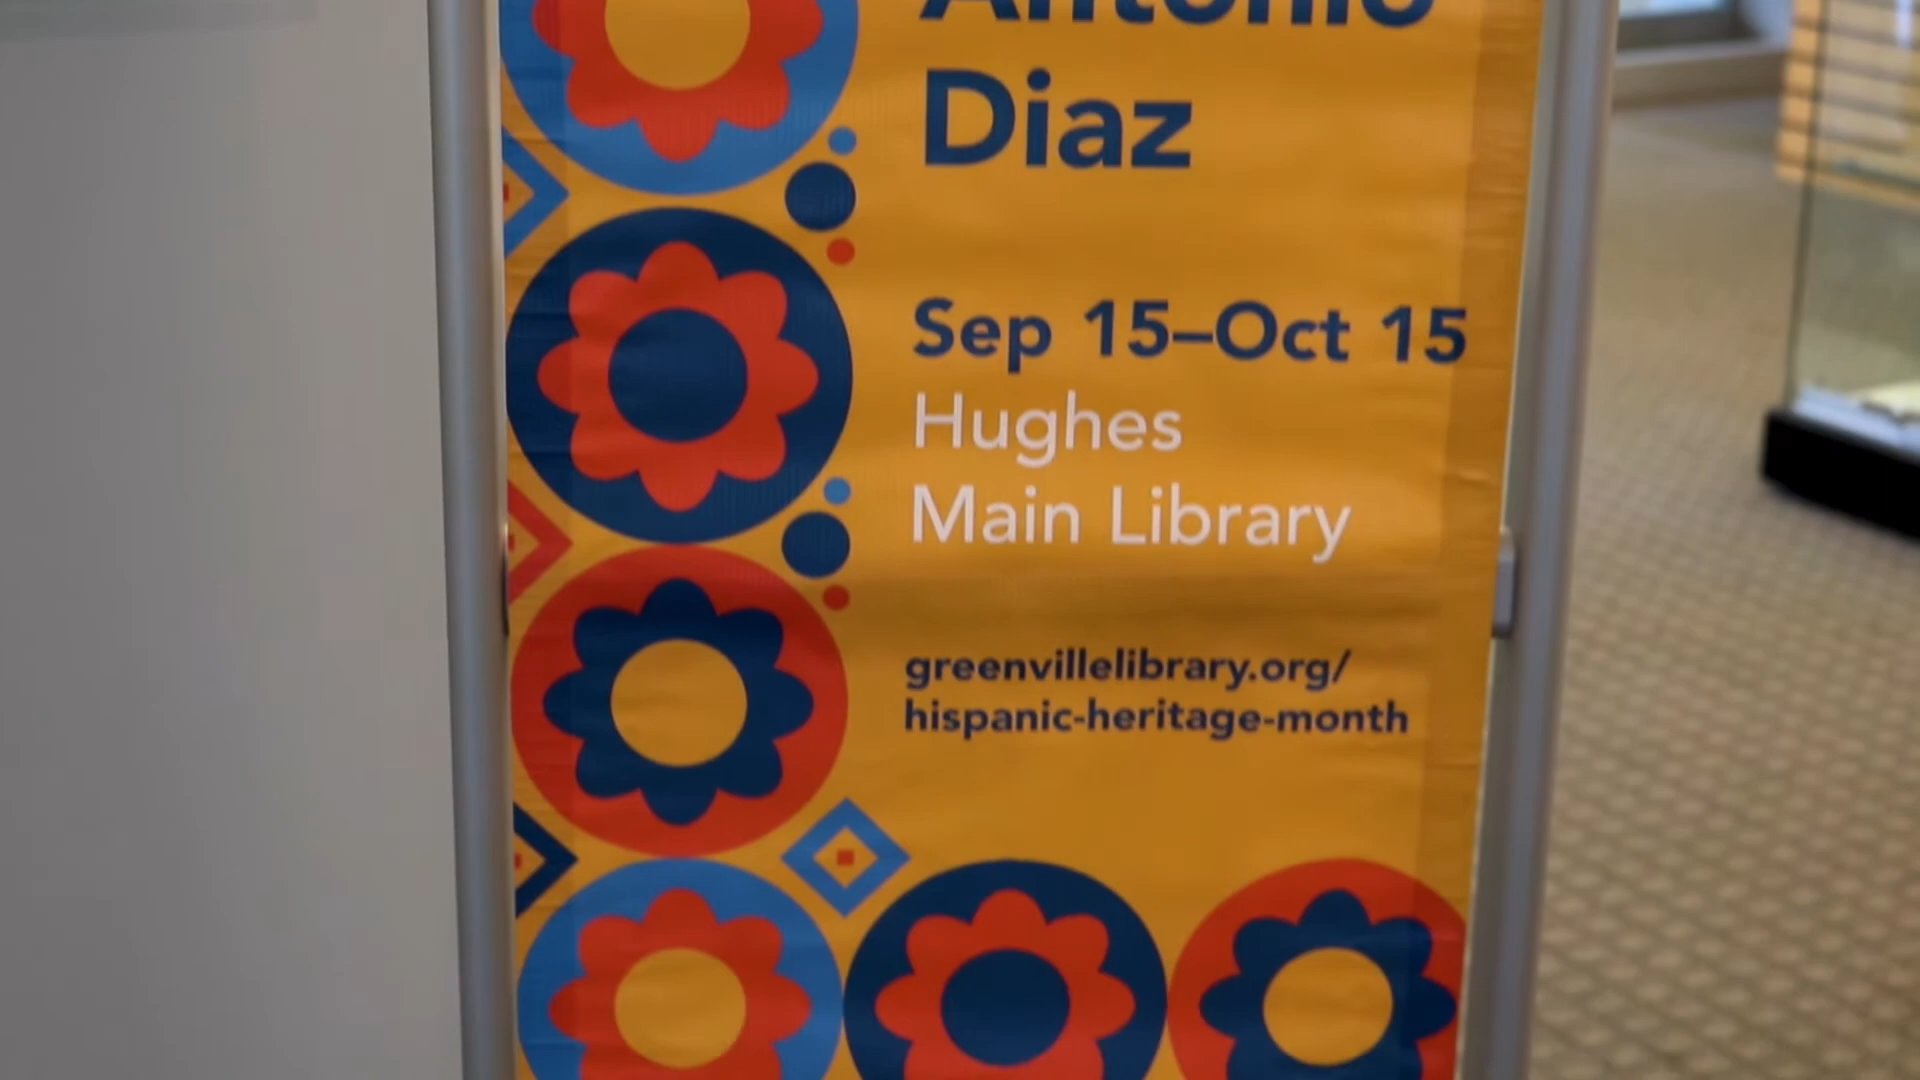 Antonio
Diaz
Sep 15–Oct 15
Hughes
Main Library
greenvillelibrary.org/
hispanic-heritage-month